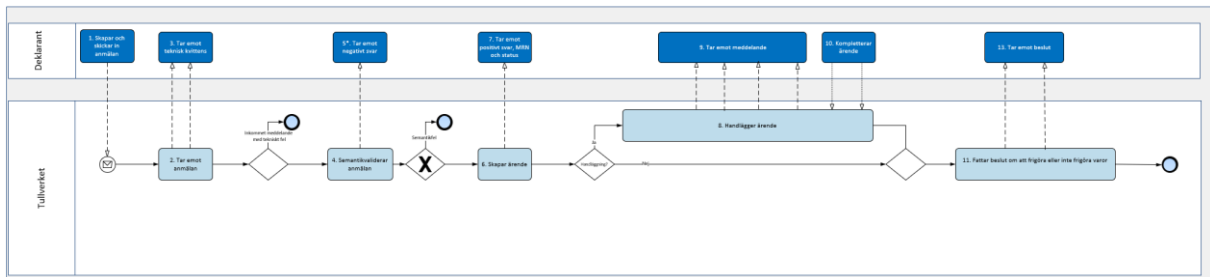 Deklarant
1. Skapar och
skickar in
anmälan
3. Tar emot
teknisk kvittens
5*. Tar emot
negativt svar
7. Tar emot
positivt svar, MRN
och status
9. Tar emot meddelande
10. Kompletterar
ärende
12. Tar emot beslut
Tullverket
Inkommet meddelande
med tekniskt fel
Semantikfel
8. Handlägger ärende
Ja
2. Tar emot
anmälan
4. Semantikvaliderar
anmälan
X
6. Skapar ärende
Handläggning?
Nej
11. Fattar beslut om att frigöra eller inte frigöra varor